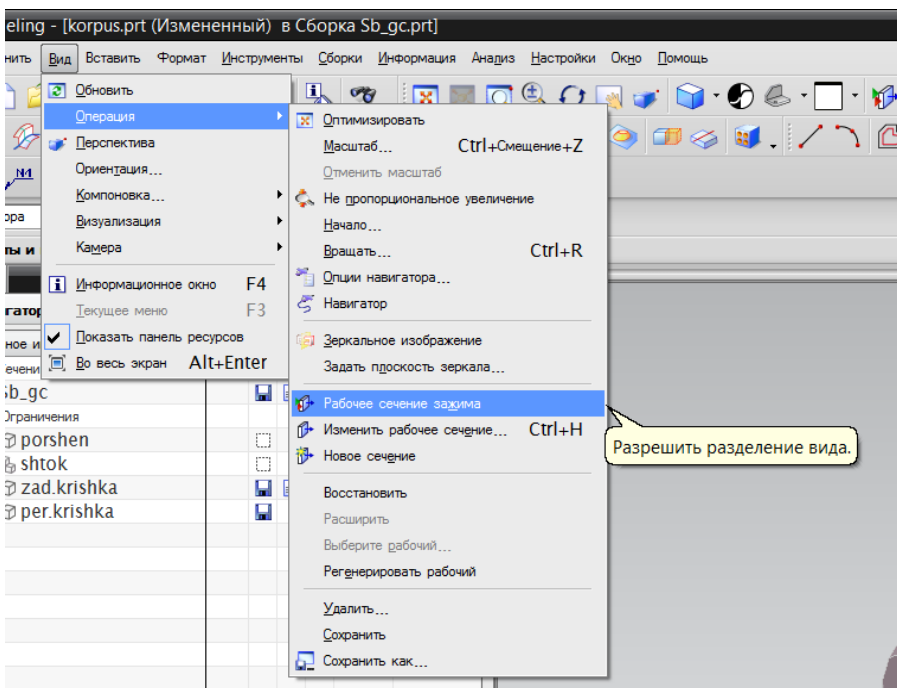 eling - [korpus.prt (Измененный) в Сборка Sb_gc.prt]
нить Вид Вставить Формат Инструменты Сборки Информация Анализ Настройки Окно Помощь
Обновить
Операция
Перспектива
Ориентация...
Компоновка...
Визуализация
Камера
Информационное окно F4
Текущее меню F3
Показать панель ресурсов
Во весь экран Alt+Enter
Оптимизировать
Масштаб... Ctrl+Смещение+Z
Отменить масштаб
Не пропорциональное увеличение
Начало...
Вращать... Ctrl+R
Опции навигатора...
Навигатор
Зеркальное изображение
Задать плоскость зеркала...
Рабочее сечение зажима
Изменить рабочее сечение... Ctrl+H
Новое сечение
Восстановить
Расширить
Выберите рабочий...
Регенерировать рабочий
Удалить...
Сохранить
Сохранить как...
Разрешить разделение вида.
N1
ора
ты и
гатор
ное и
ечени
Sb_gc
Ограничения
porshen
shtok
zad.krishka
per.krishka